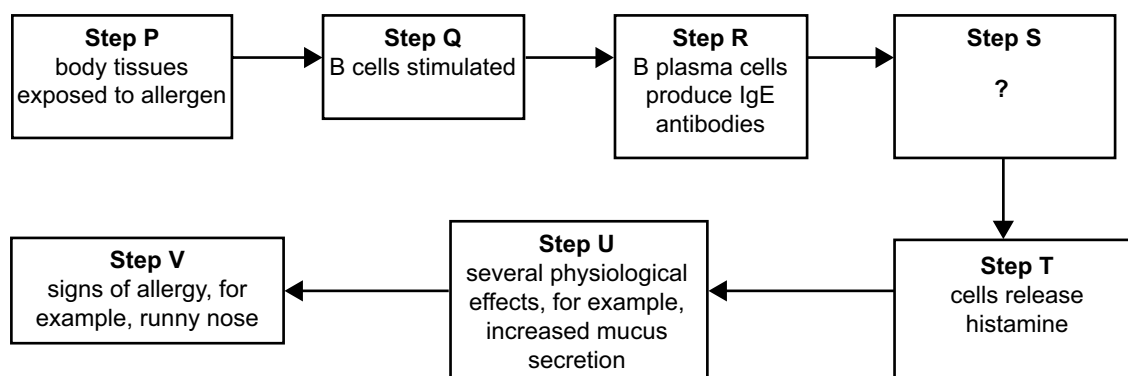 Step P
body tissues
exposed to allergen
Step Q
B cells stimulated
Step R
B plasma cells
produce IgE
antibodies
Step S
?
Step T
cells release
histamine
Step U
several physiological
effects, for example,
increased mucus
secretion
Step V
signs of allergy, for
example, runny nose